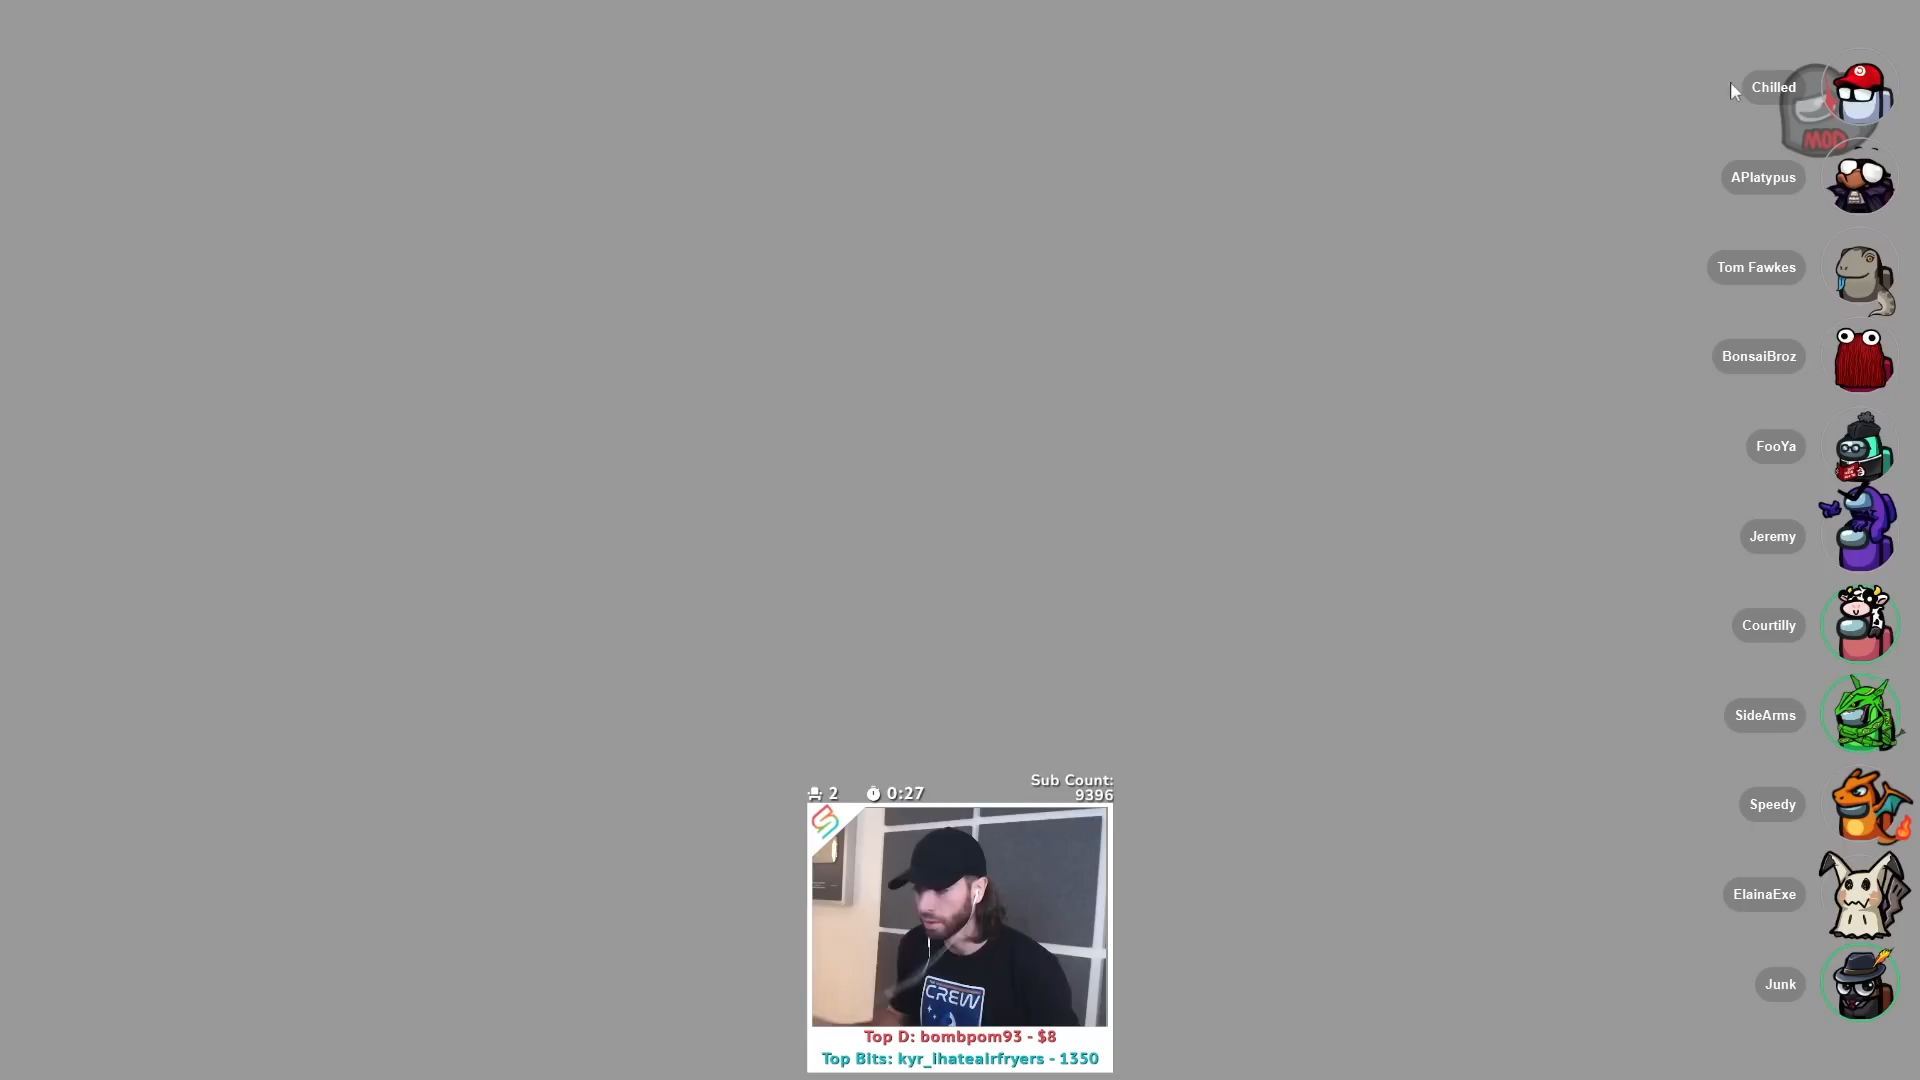 Chilled
MOD
APlatypus
Tom Fawkes
BonsaiBroz
FooYa
Jeremy
Courtilly
SideArms
Speedy
ElainaExe
Junk
2 0:27
Sub Count:
9396
CREW
Top D: bombpom93 - $8
Top Bits: kyr_ihateairfryers - 1350